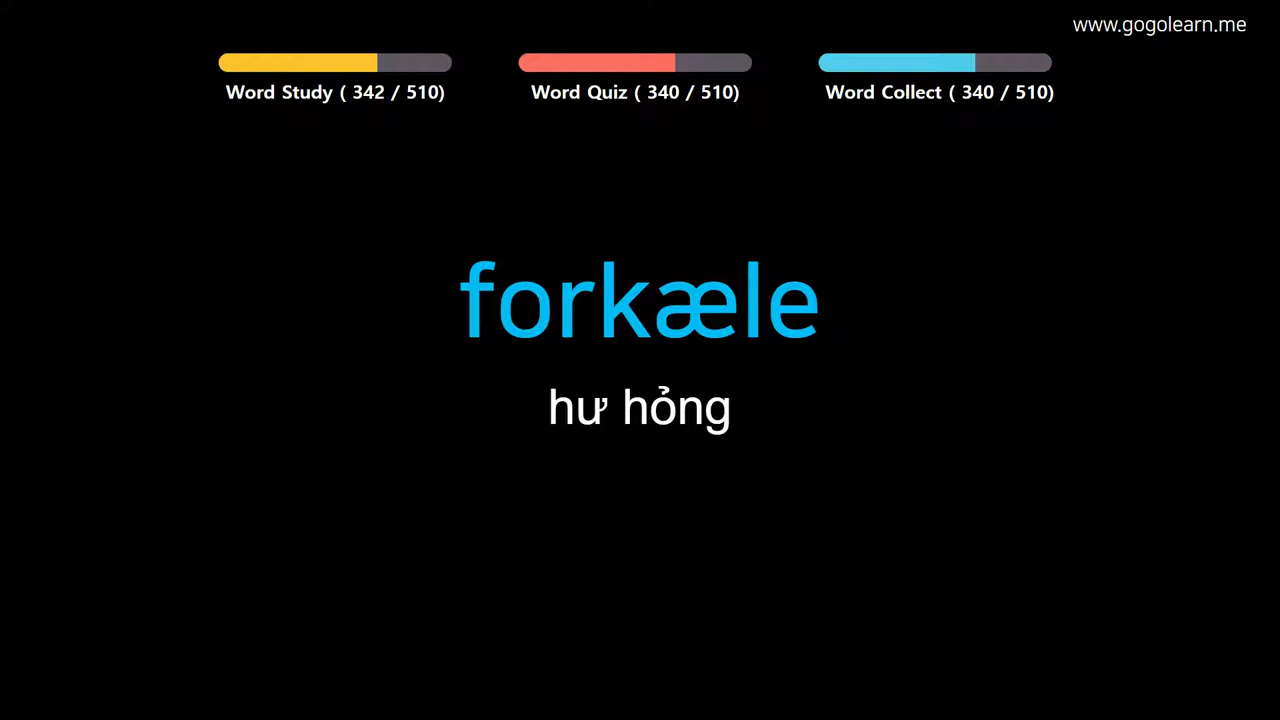 www.gogolearn.me
Word Study ( 342 / 510)
Word Quiz ( 340 / 510)
Word Collect ( 340 / 510)
forkæle
hư hỏng